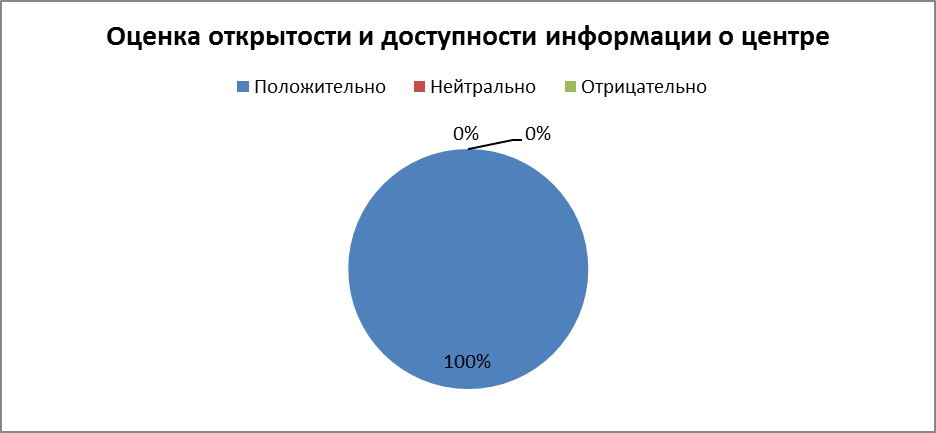 Оценка открытости и доступности информации о центре
Положительно Нейтрально Отрицательно
0% 0%
100%